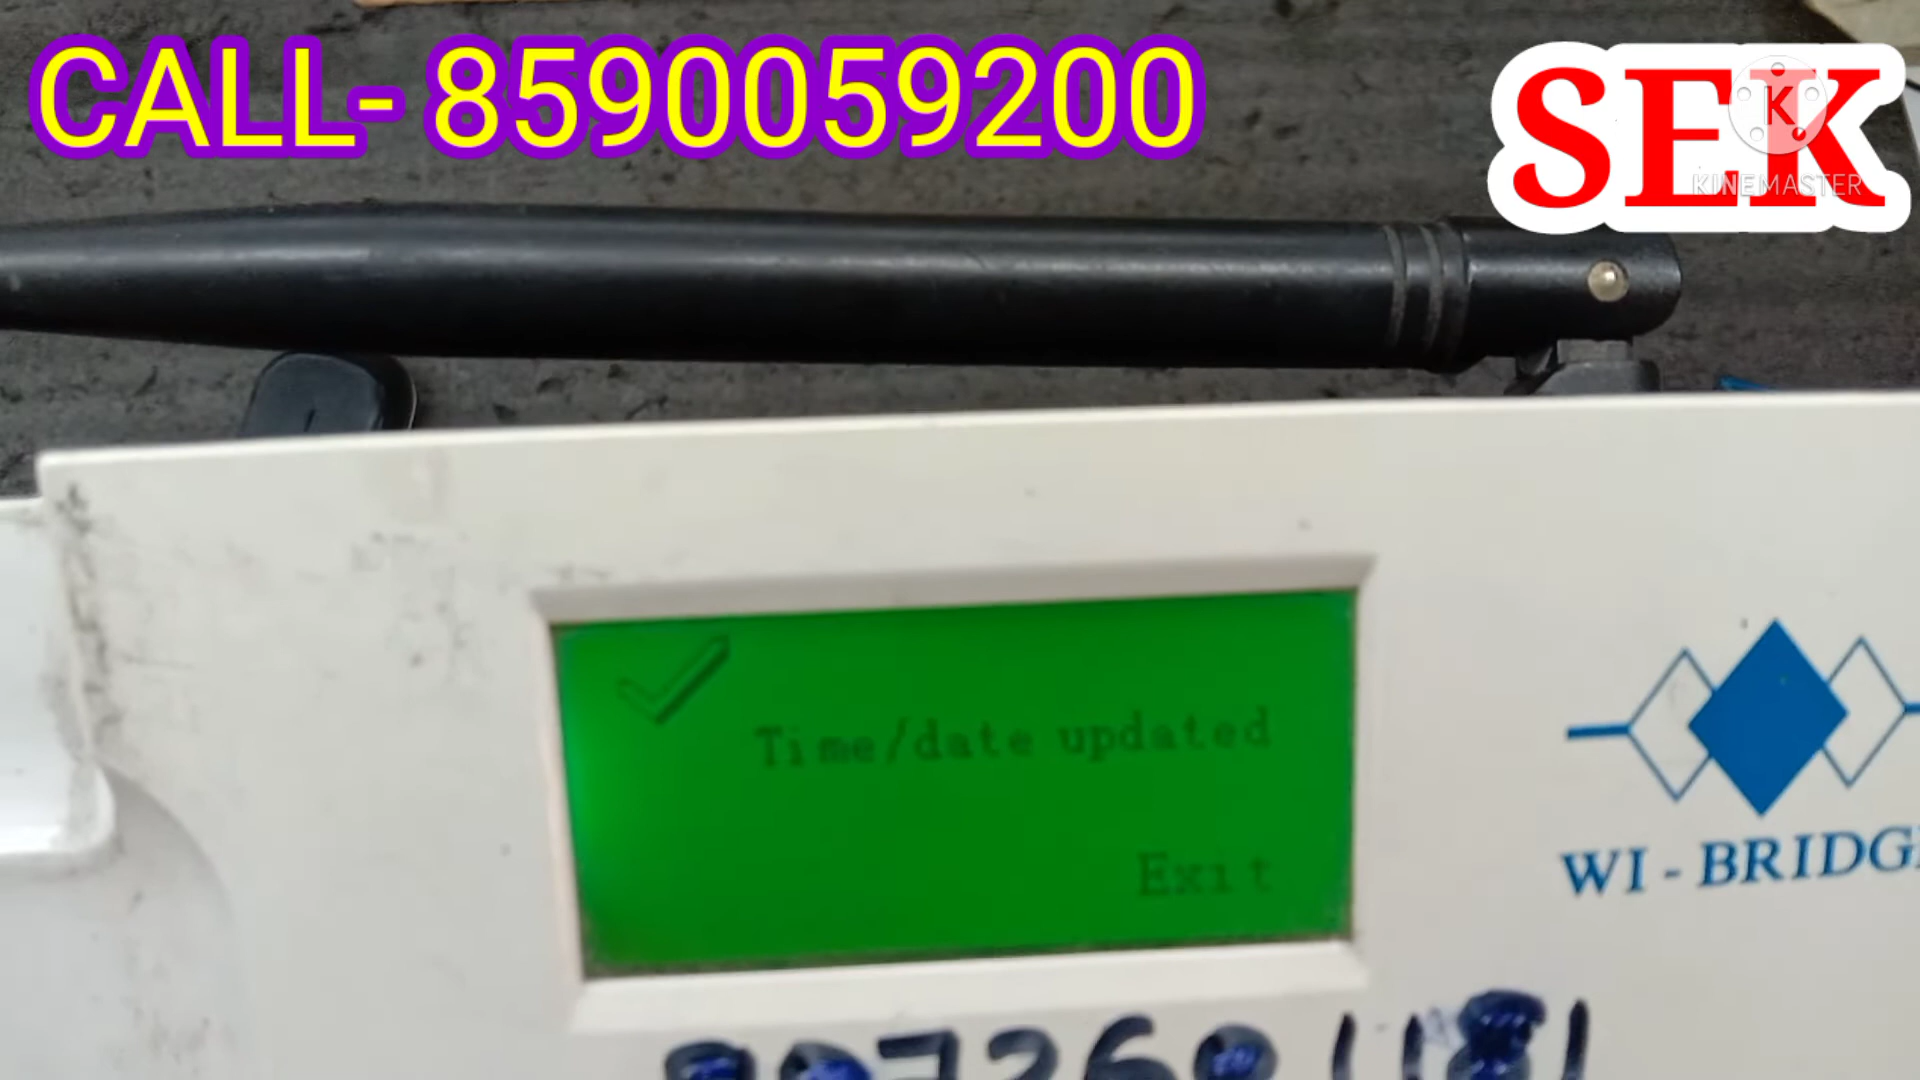 CALL- 8590059200
SEK
K
KINEMASTER
Time/date updated
Exit
WI - BRIDG